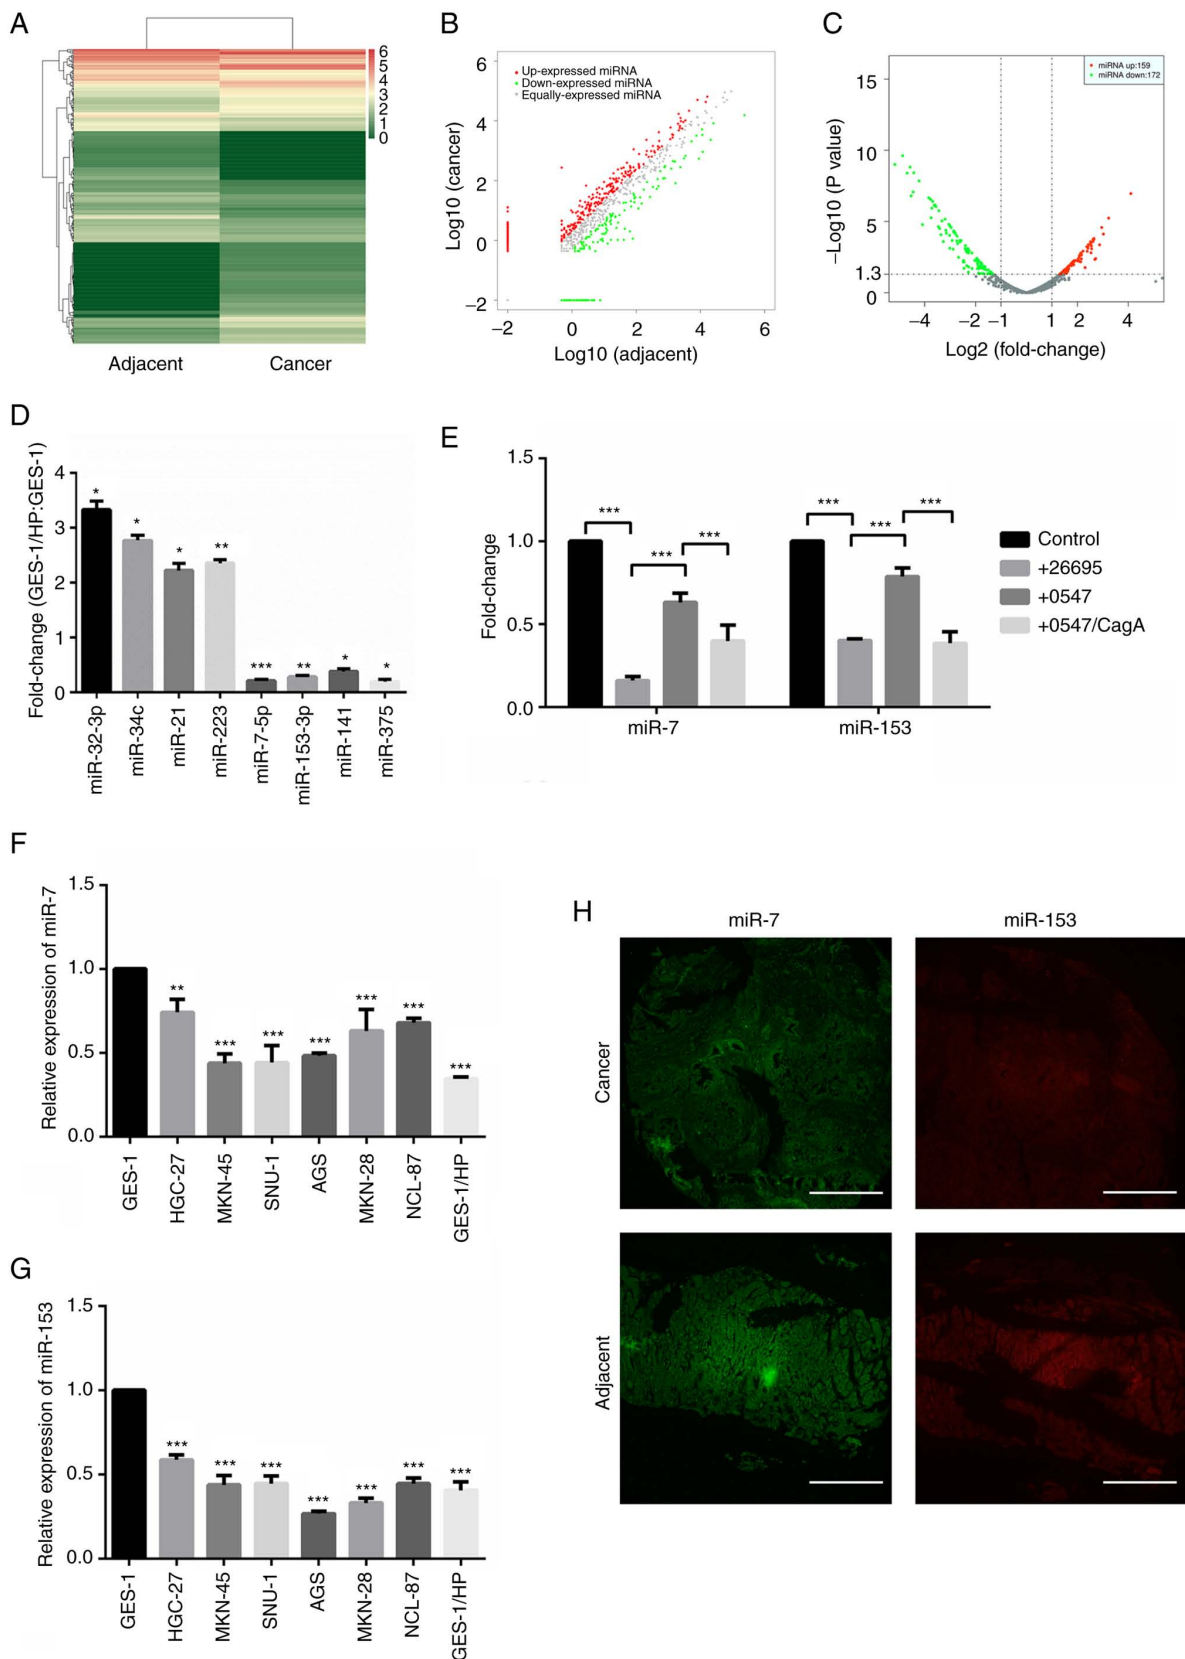 A
6
5
4
3
2
1
0
Adjacent
Cancer
B
Log10 (cancer)
6
4
2
0
−2
Up-expressed miRNA
Down-expressed miRNA
Equally-expressed miRNA
−2 0 2 4 6
Log10 (adjacent)
C
−Log10 (P value)
15
10
5
1.3
0
miRNA up:159
miRNA down:172
−4 −2 −1 1 2 4
Log2 (fold-change)
D
Fold-change (GES-1/HP:GES-1)
4
3
2
1
0
* * * ** *** ** * *
miR-32-3p
miR-34c
miR-21
miR-223
miR-7-5p
miR-153-3p
miR-141
miR-375
E
Fold-change
1.5
1.0
0.5
0.0
*** *** *** *** *** ***
miR-7
miR-153
Control
+26695
+0547
+0547/CagA
F
Relative expression of miR-7
1.5
1.0
0.5
0.0
** *** *** *** *** *** ***
GES-1
HGC-27
MKN-45
SNU-1
AGS
MKN-28
NCL-87
GES-1/HP
G
Relative expression of miR-153
1.5
1.0
0.5
0.0
*** *** *** *** *** *** ***
GES-1
HGC-27
MKN-45
SNU-1
AGS
MKN-28
NCL-87
GES-1/HP
H
miR-7
miR-153
Cancer
Adjacent